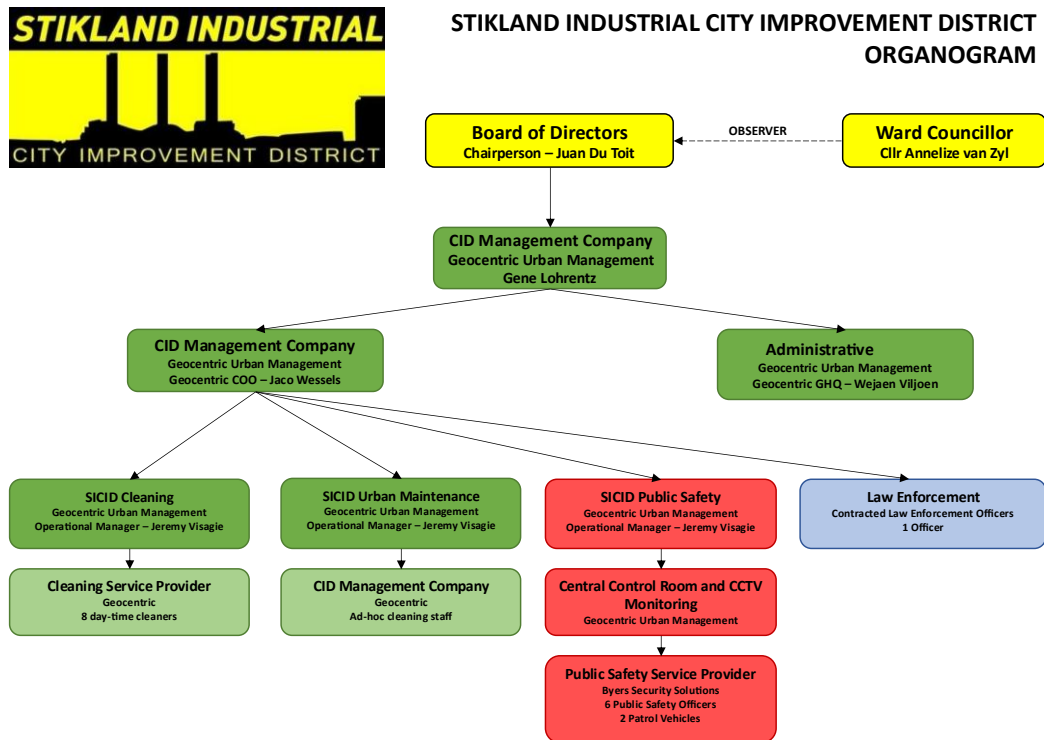 STIKLAND INDUSTRIAL
CITY IMPROVEMENT DISTRICT
STIKLAND INDUSTRIAL CITY IMPROVEMENT DISTRICT
ORGANOGRAM
Board of Directors
Chairperson – Juan Du Toit
OBSERVER
Ward Councillor
Cllr Annelize van Zyl
CID Management Company
Geocentric Urban Management
Gene Lohrentz
CID Management Company
Geocentric Urban Management
Geocentric COO – Jaco Wessels
Administrative
Geocentric Urban Management
Geocentric GHQ – Wejaen Viljoen
SICID Cleaning
Geocentric Urban Management
Operational Manager – Jeremy Visagie
SICID Urban Maintenance
Geocentric Urban Management
Operational Manager – Jeremy Visagie
SICID Public Safety
Geocentric Urban Management
Operational Manager – Jeremy Visagie
Law Enforcement
Contracted Law Enforcement Officers
1 Officer
Cleaning Service Provider
Geocentric
8 day-time cleaners
CID Management Company
Geocentric
Ad-hoc cleaning staff
Central Control Room and CCTV
Monitoring
Geocentric Urban Management
Public Safety Service Provider
Byers Security Solutions
6 Public Safety Officers
2 Patrol Vehicles